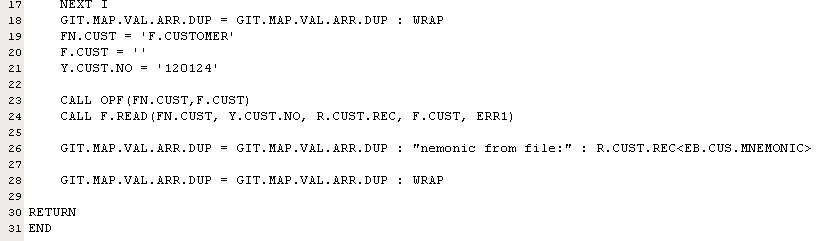 17     NEXT I
18     GIT.MAP.VAL.ARR.DUP = GIT.MAP.VAL.ARR.DUP : WRAP
19     FN.CUST = 'F.CUSTOMER'
20     F.CUST = ''
21     Y.CUST.NO = '120124'
22
23     CALL OPF(FN.CUST,F.CUST)
24     CALL F.READ(FN.CUST, Y.CUST.NO, R.CUST.REC, F.CUST, ERR1)
25
26     GIT.MAP.VAL.ARR.DUP = GIT.MAP.VAL.ARR.DUP : "nemonic from file:" : R.CUST.REC<EB.CUS.MNEMONIC>
27
28     GIT.MAP.VAL.ARR.DUP = GIT.MAP.VAL.ARR.DUP : WRAP
29
30 RETURN
31 END